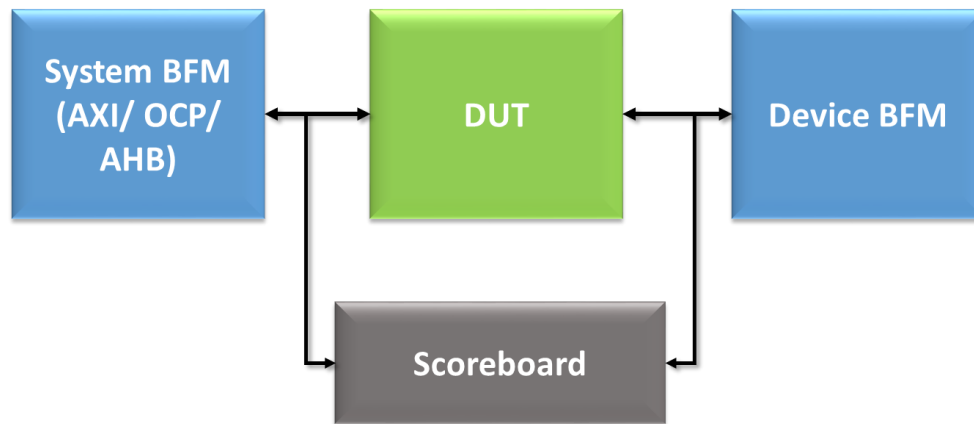 System BFM
(AXI/ OCP/
AHB)
DUT
Device BFM
Scoreboard